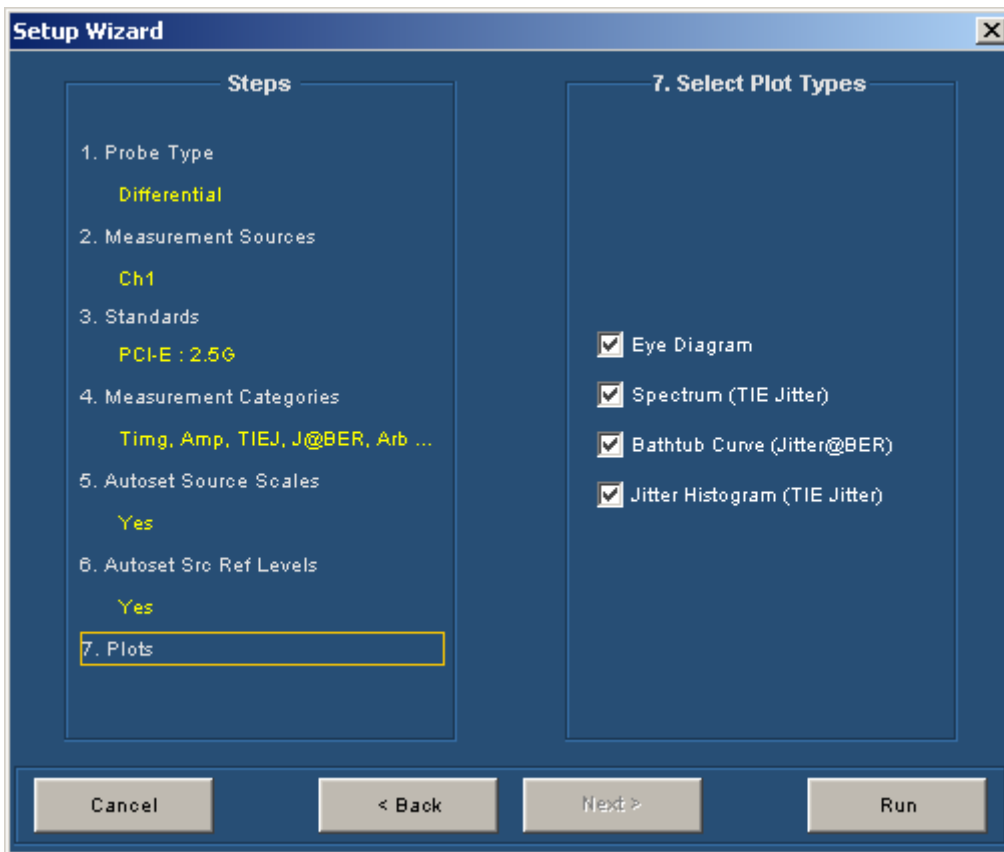 Setup Wizard
Steps
1. Probe Type
Differential
2. Measurement Sources
Ch1
3. Standards
PCI-E : 2.5G
4. Measurement Categories
Timg, Amp, TIEJ, J@BER, Arb ...
5. Autoset Source Scales
Yes
6. Autoset Src Ref Levels
Yes
7. Plots
7. Select Plot Types
Eye Diagram
Spectrum (TIE Jitter)
Bathtub Curve (Jitter@BER)
Jitter Histogram (TIE Jitter)
Cancel
< Back
Next >
Run